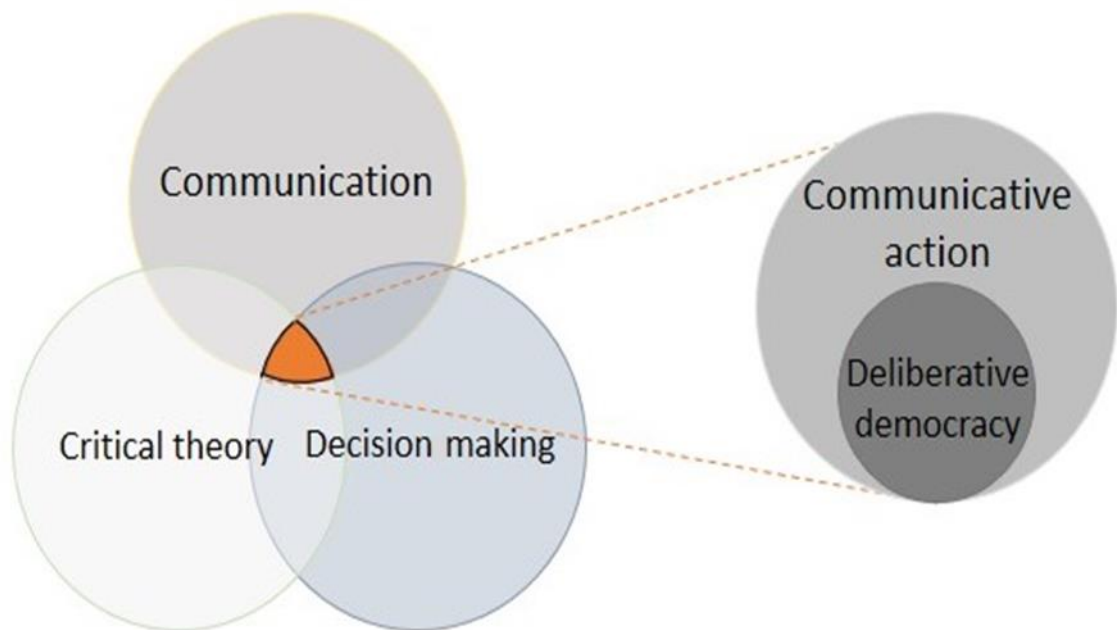 Communication
Communicative
action
Deliberative
democracy
Critical theory
Decision making